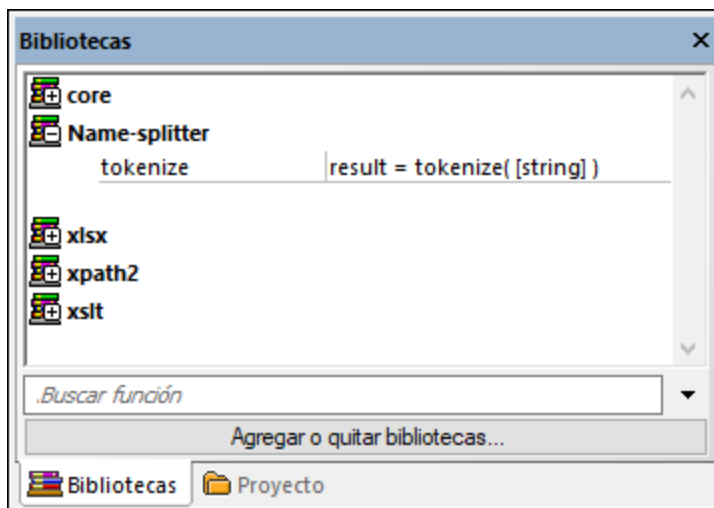 Bibliotecas
core
Name-splitter
tokenize result = tokenize( [string] )
xlsx
xpath2
xslt
.Buscar función
Agregar o quitar bibliotecas...
Bibliotecas Proyecto